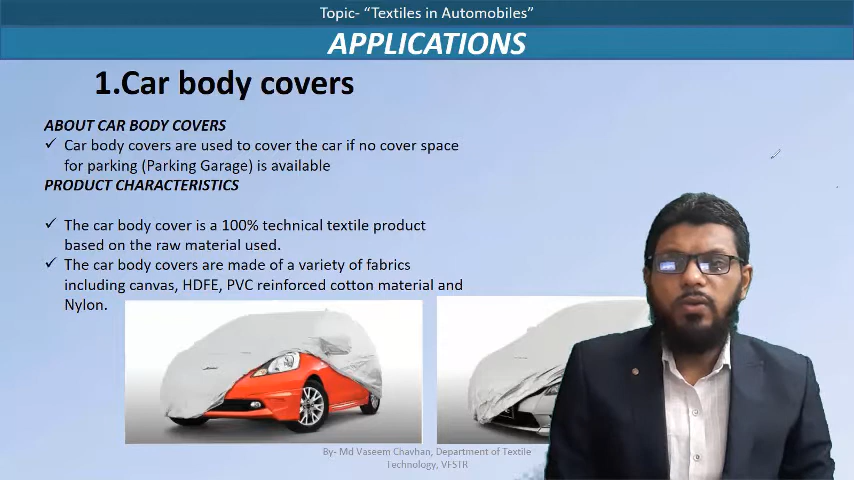 Topic- “Textiles in Automobiles”
APPLICATIONS
1.Car body covers
ABOUT CAR BODY COVERS
✓ Car body covers are used to cover the car if no cover space
for parking (Parking Garage) is available
PRODUCT CHARACTERISTICS
✓ The car body cover is a 100% technical textile product
based on the raw material used.
✓ The car body covers are made of a variety of fabrics
including canvas, HDFE, PVC reinforced cotton material and
Nylon.
By- Md Vaseem Chavhan, Department of Textile
Technology, VFSTR